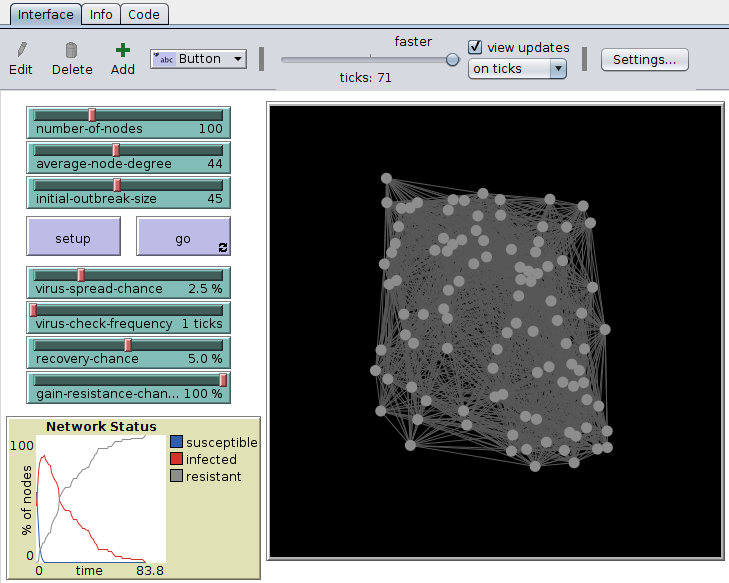 Interface Info Code
Edit Delete Add abc Button faster ticks: 71 view updates on ticks Settings...
number-of-nodes 100
average-node-degree 44
initial-outbreak-size 45
setup go
virus-spread-chance 2.5 %
virus-check-frequency 1 ticks
recovery-chance 5.0 %
gain-resistance-chan... 100 %
Network Status
100
% of nodes
0
0 time 83.8
susceptible
infected
resistant